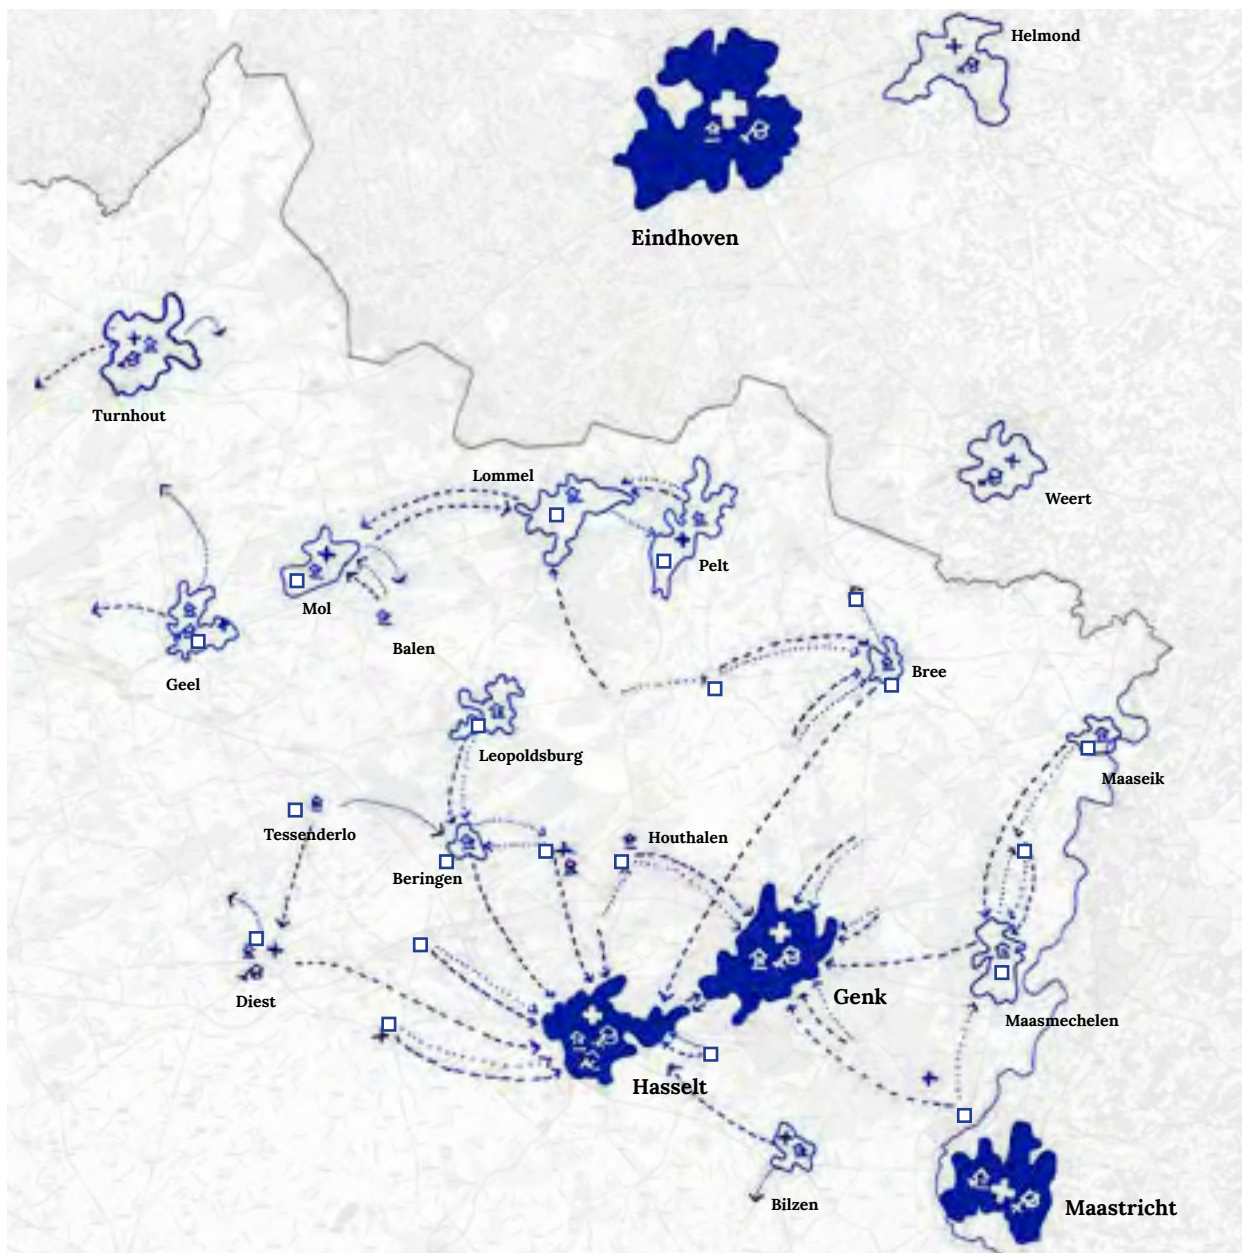 Helmond
Eindhoven
Turnhout
Lommel
Weert
Pelt
Mol
Balen
Geel
Bree
Leopoldsburg
Maaseik
Tessenderlo
Houthalen
Beringen
Diest
Genk
Maasmechelen
Hasselt
Bilzen
Maastricht